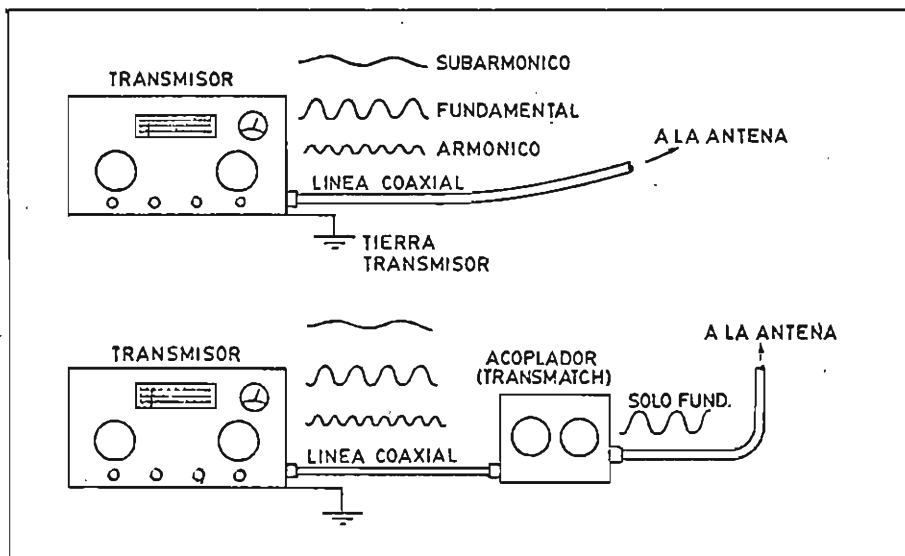 TRANSMISOR
SUBARMONICO
FUNDAMENTAL
ARMONICO
A LA ANTENA
LINEA COAXIAL
TIERRA
TRANSMISOR
TRANSMISOR
ACOPLADOR
(TRANSMATCH)
A LA ANTENA
SOLO FUND.
LINEA COAXIAL